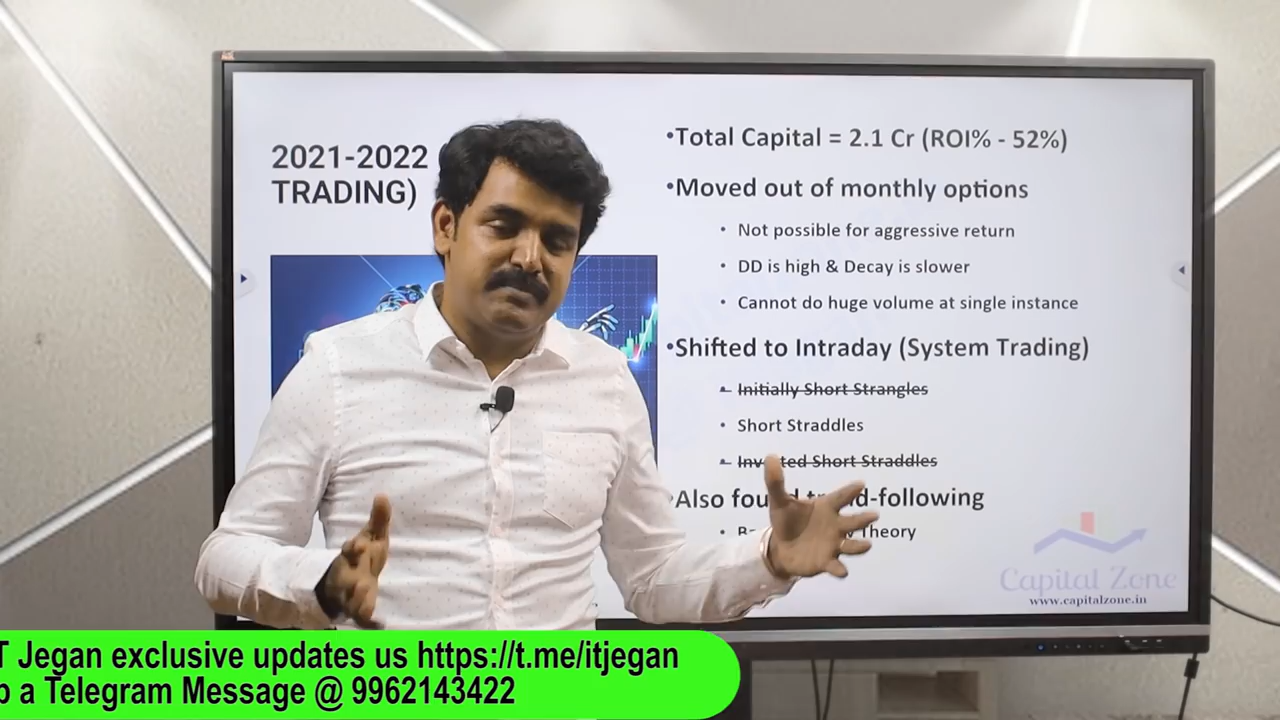 2021-2022
TRADING)
•Total Capital = 2.1 Cr (ROI% - 52%)
•Moved out of monthly options
• Not possible for aggressive return
• DD is high & Decay is slower
• Cannot do huge volume at single instance
•Shifted to Intraday (System Trading)
• Initially Short Strangles
• Short Straddles
• Short Straddles
•Also -following
• Theory
Capital Zone
www.capitalzone.in
T Jegan exclusive updates us https://t.me/itjegan
a Telegram Message @ 9962143422